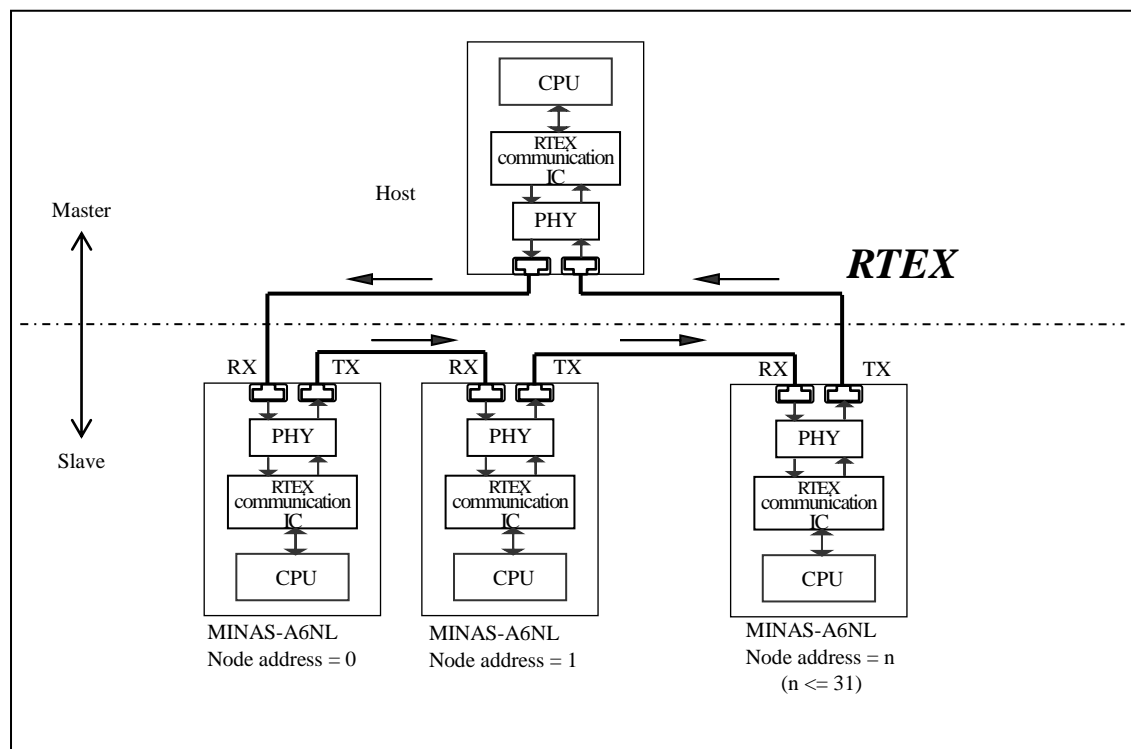 CPU
RTEX
communication
IC
PHY
Host
Master
RTEX
Slave
RX
TX
RX
TX
RX
TX
PHY
RTEX
communication
IC
CPU
MINAS-A6NL
Node address = 0
PHY
RTEX
communication
IC
CPU
MINAS-A6NL
Node address = 1
PHY
RTEX
communication
IC
CPU
MINAS-A6NL
Node address = n
(n <= 31)